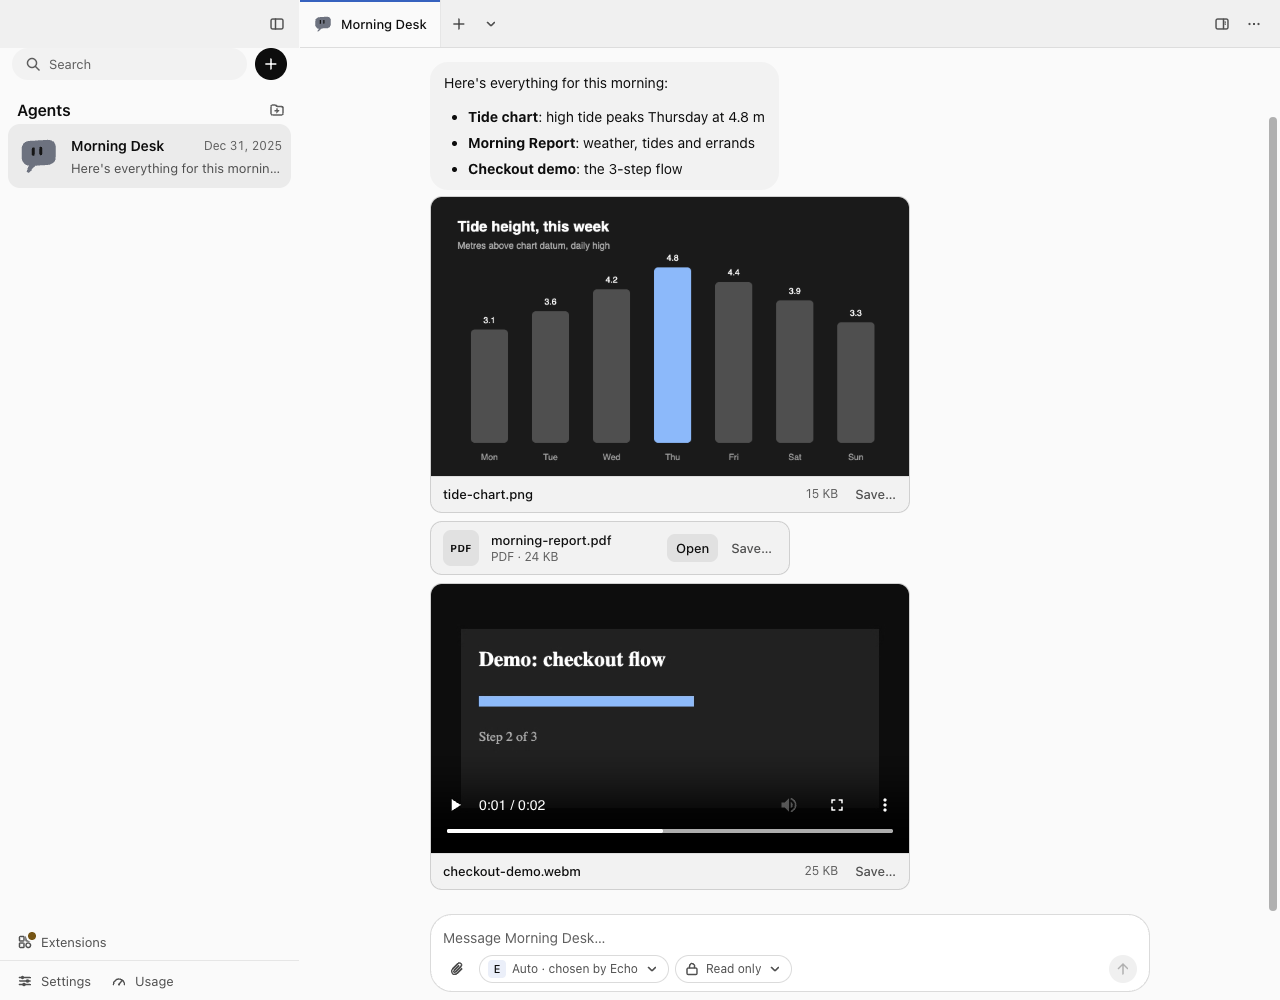 Morning Desk
Search
Agents
Morning Desk Dec 31, 2025
Here's everything for this mornin...
Extensions
Settings Usage
Here's everything for this morning:
• Tide chart: high tide peaks Thursday at 4.8 m
• Morning Report: weather, tides and errands
• Checkout demo: the 3-step flow
Tide height, this week
Metres above chart datum, daily high
3.1 3.6 4.2 4.8 4.4 3.9 3.3
Mon Tue Wed Thu Fri Sat Sun
tide-chart.png 15 KB Save...
PDF
morning-report.pdf
PDF · 24 KB
Open Save...
Demo: checkout flow
Step 2 of 3
0:01 / 0:02
checkout-demo.webm 25 KB Save...
Message Morning Desk...
E Auto · chosen by Echo Read only